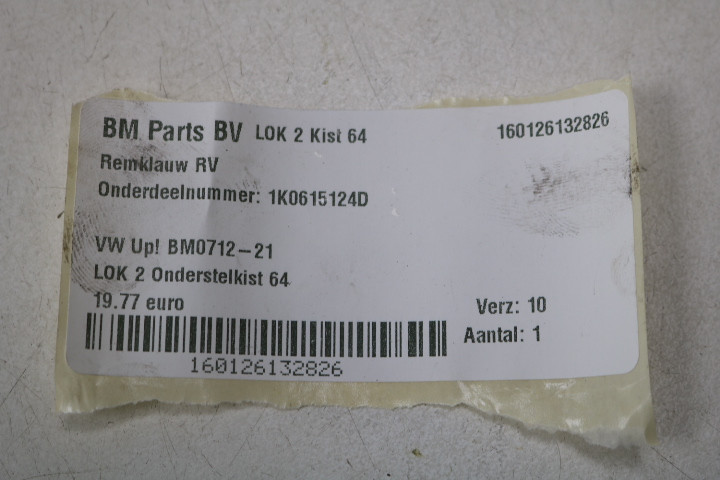 BM Parts BV LOK 2 Kist 64 160126132826
Remklauw RV
Onderdeelnummer: 1K0615124D
VW Up! BM0712-21
LOK 2 Onderstelkist 64
19.77 euro Verz: 10
Aantal: 1
160126132826